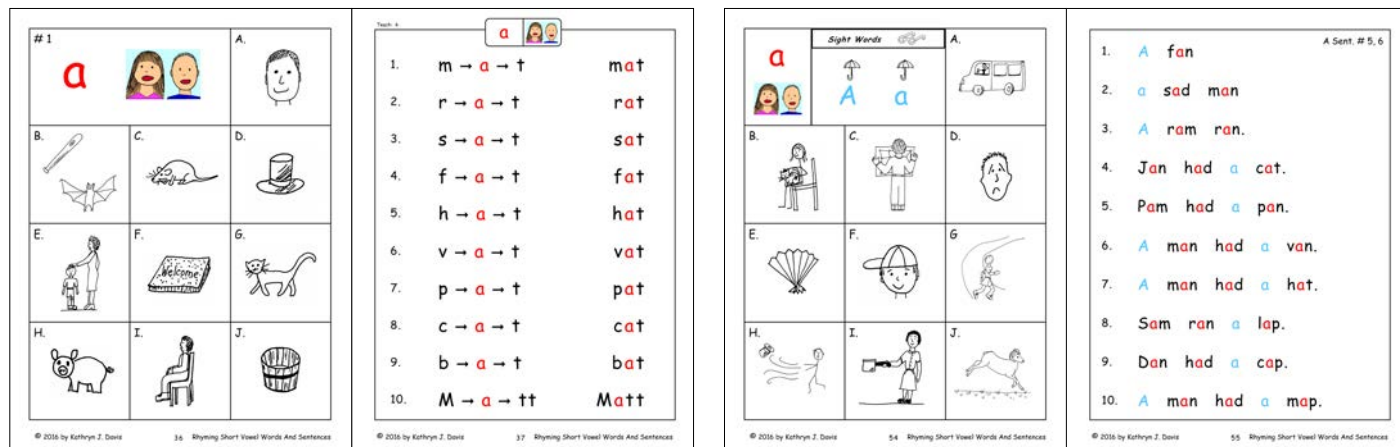 # 1
a
A.
B.
C.
D.
E.
F.
Welcome
G.
H.
I.
J.
© 2016 by Kathryn J. Davis 36 Rhyming Short Vowel Words And Sentences
Teach 6
a
1. m → a → t mat
2. r → a → t rat
3. s → a → t sat
4. f → a → t fat
5. h → a → t hat
6. v → a → t vat
7. p → a → t pat
8. c → a → t cat
9. b → a → t bat
10. M → a → tt Matt
© 2016 by Kathryn J. Davis 37 Rhyming Short Vowel Words And Sentences
a
Sight Words
A a
A.
B.
C.
D.
E.
F.
G
H.
I.
J.
© 2016 by Kathryn J. Davis 54 Rhyming Short Vowel Words And Sentences
A Sent. # 5, 6
1. A fan
2. a sad man
3. A ram ran.
4. Jan had a cat.
5. Pam had a pan.
6. A man had a van.
7. A man had a hat.
8. Sam ran a lap.
9. Dan had a cap.
10. A man had a map.
© 2016 by Kathryn J. Davis 55 Rhyming Short Vowel Words And Sentences